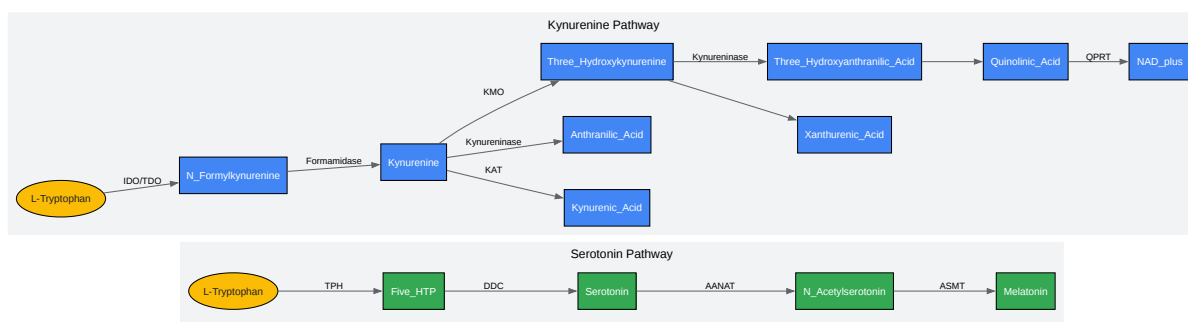 Kynurenine Pathway
Three_Hydroxykynurenine
Kynureninase
Three_Hydroxyanthranilic_Acid
Quinolinic_Acid
QPRT
NAD_plus
KMO
Kynureninase
Anthranilic_Acid
Xanthurenic_Acid
Formamidase
Kynurenine
KAT
IDO/TDO
N_Formylkynurenine
L-Tryptophan
Kynurenic_Acid
Serotonin Pathway
L-Tryptophan
TPH
Five_HTP
DDC
Serotonin
AANAT
N_Acetylserotonin
ASMT
Melatonin